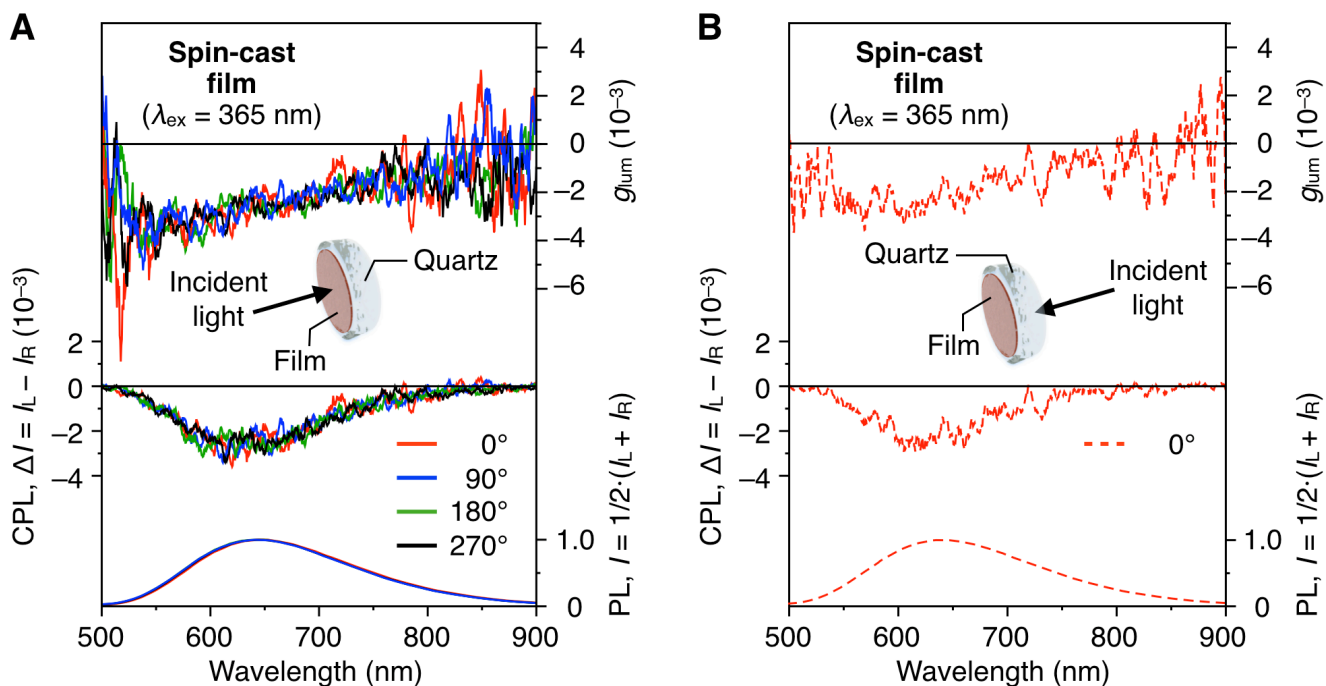 A
Spin-cast
film
(λex = 365 nm)
4
2
0
−2
−4
−6
glum (10−3)
Quartz
Incident
light
Film
2
0
−2
−4
CPL, ΔI = IL − IR (10−3)
0°
90°
180°
270°
1.0
0
PL, I = 1/2·(IL + IR)
500 600 700 800 900
Wavelength (nm)
B
Spin-cast
film
(λex = 365 nm)
4
2
0
−2
−4
−6
glum (10−3)
Quartz
Incident
light
Film
2
0
−2
−4
CPL, ΔI = IL − IR (10−3)
0°
1.0
0
PL, I = 1/2·(IL + IR)
500 600 700 800 900
Wavelength (nm)